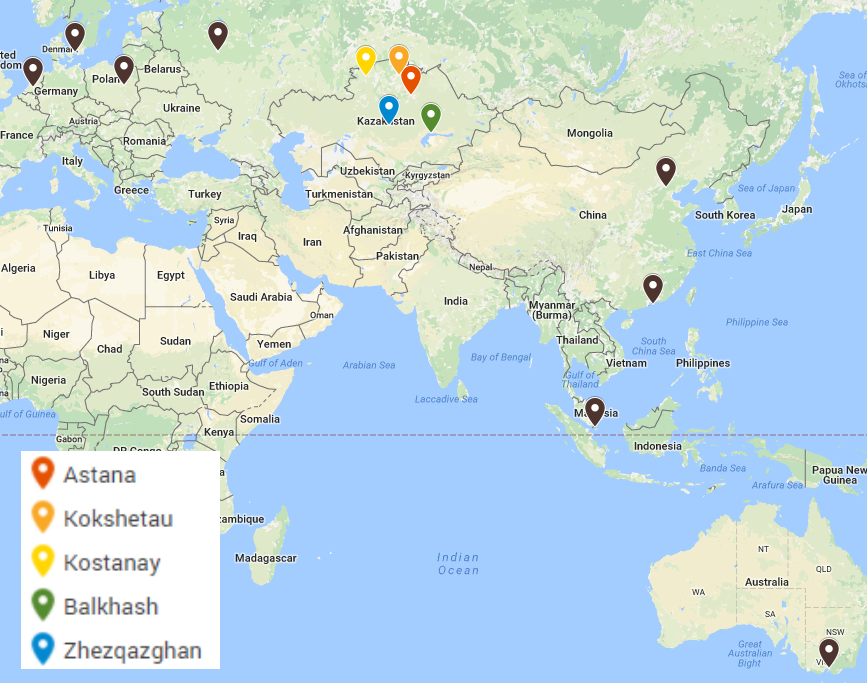 Sea of
Okhots
Denmar
ted
dom
Poland
Belarus
Germany
Ukraine
Austria
France
Romania
Italy
Greece
Turkey
Kazakhstan
Mongolia
Uzbekistan
Kyrgyzstan
Turkmenistan
Sea of Japan
Japan
South Korea
China
Syria
Tunisia
Iraq
Iran
Afghanistan
Pakistan
East China Sea
Nepal
Algeria
Libya
Egypt
Saudi Arabia
Oman
India
Myanmar
(Burma)
Philippine Sea
Niger
Chad
Sudan
Yemen
Thailand
South
China Sea
Gulf of Aden
Arabian Sea
Bay of Bengal
Vietnam
Philippines
Nigeria
South Sudan
Ethiopia
Gulf of
Thailand
Laccadive Sea
ulf of Guinea
Somalia
Malaysia
Gabon
Kenya
DR Congo
Indonesia
Banda Sea
Papua New
Guinea
Arafura Sea
Astana
Kokshetau
Kostanay
Balkhash
Zhezqazghan
zambique
Madagascar
Indian
Ocean
NT
QLD
Australia
WA
SA
NSW
Great
Australian
Bight